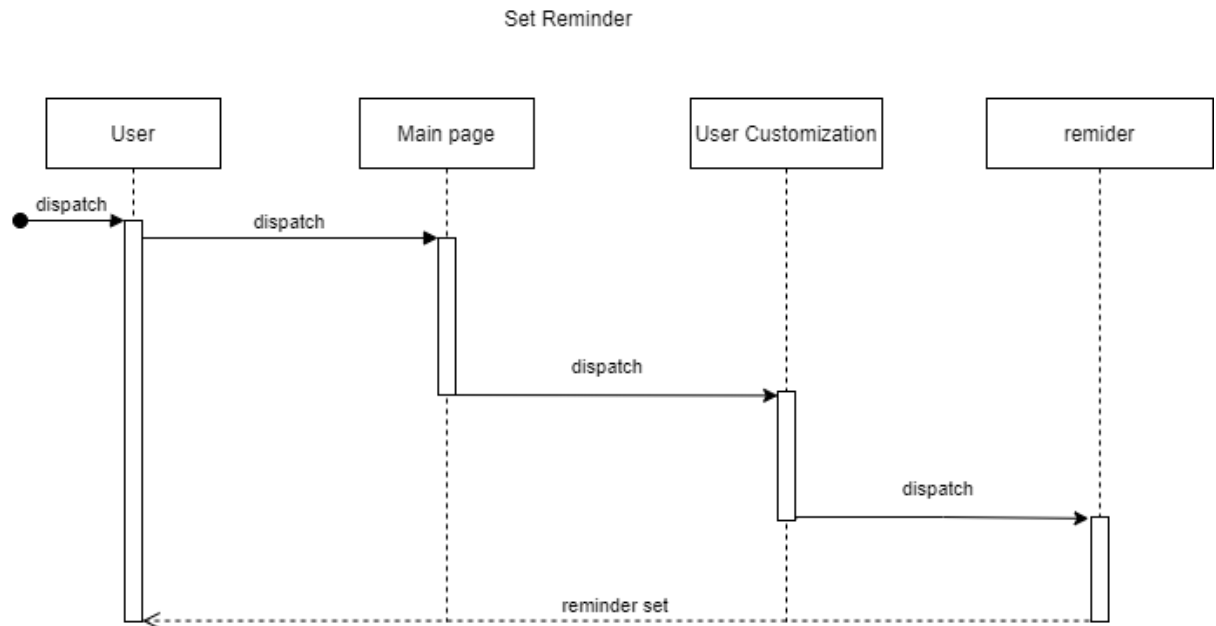 Set Reminder
User
Main page
User Customization
remider
dispatch
dispatch
dispatch
dispatch
reminder set